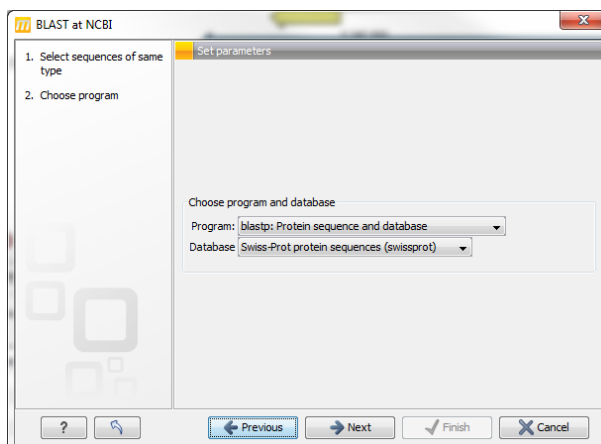 BLAST at NCBI
1. Select sequences of same
type
2. Choose program
Set parameters
Choose program and database
Program: blastp: Protein sequence and database
Database Swiss-Prot protein sequences (swissprot)
? Previous Next Finish Cancel